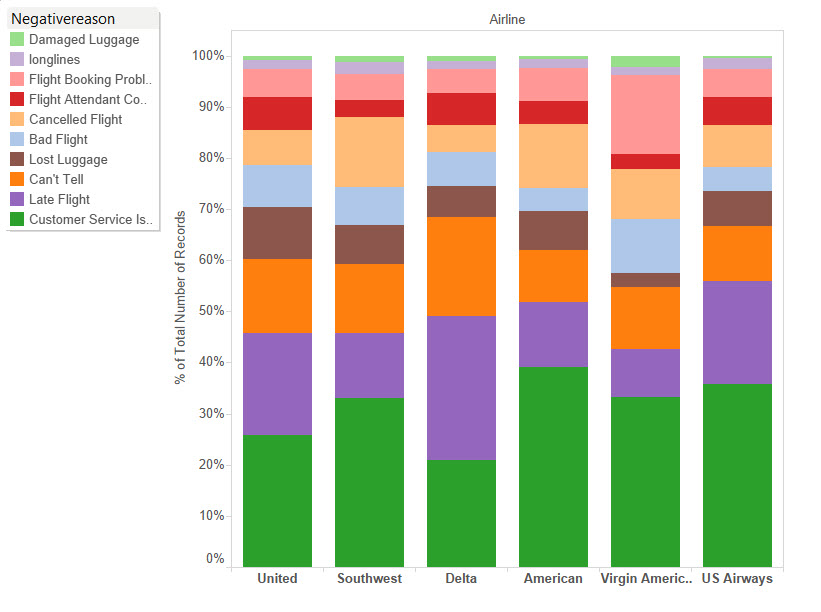 Negativereason
Damaged Luggage
longlines
Flight Booking Probl..
Flight Attendant Co..
Cancelled Flight
Bad Flight
Lost Luggage
Can't Tell
Late Flight
Customer Service Is..
Airline
% of Total Number of Records
100%
90%
80%
70%
60%
50%
40%
30%
20%
10%
0%
United Southwest Delta American Virgin Americ.. US Airways